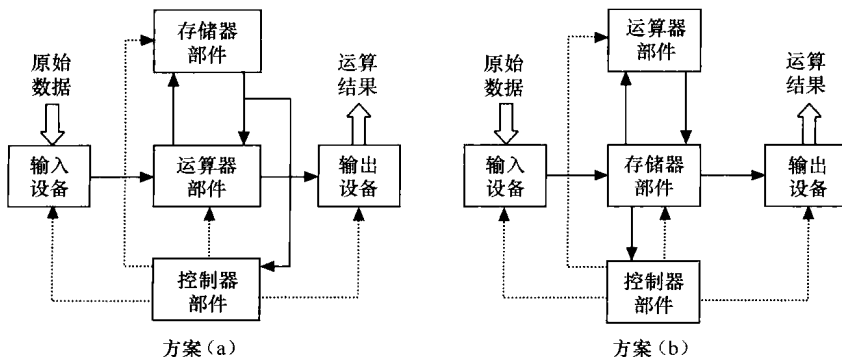 存储器
部件
原始
数据
运算
结果
输入
设备
运算器
部件
输出
设备
控制器
部件
方案(a)
运算器
部件
原始
数据
运算
结果
输入
设备
存储器
部件
输出
设备
控制器
部件
方案(b)